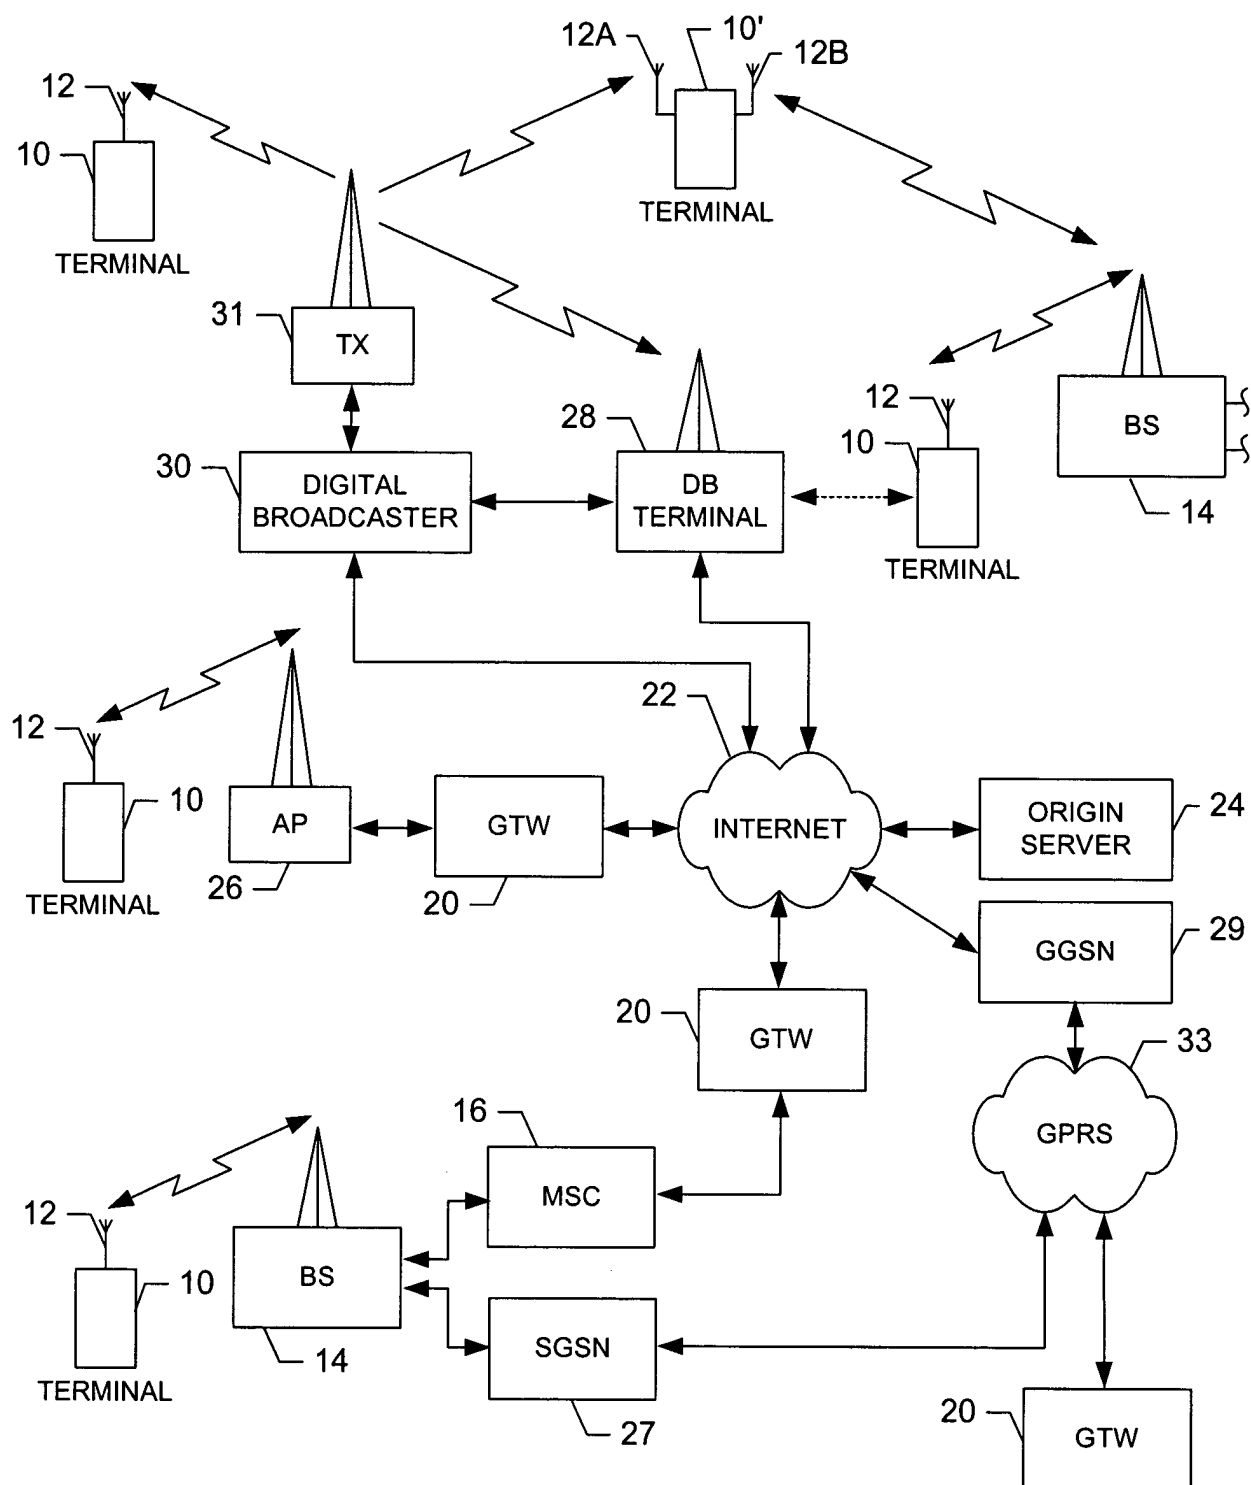 12A
10'
12B
12
10
TERMINAL
TERMINAL
31
TX
12
BS
14
28
10
30
DIGITAL
BROADCASTER
DB
TERMINAL
TERMINAL
22
12
10
AP
26
GTW
20
INTERNET
ORIGIN
SERVER
24
TERMINAL
GGSN
29
20
GTW
33
GPRS
16
MSC
12
10
BS
14
TERMINAL
SGSN
27
20
GTW